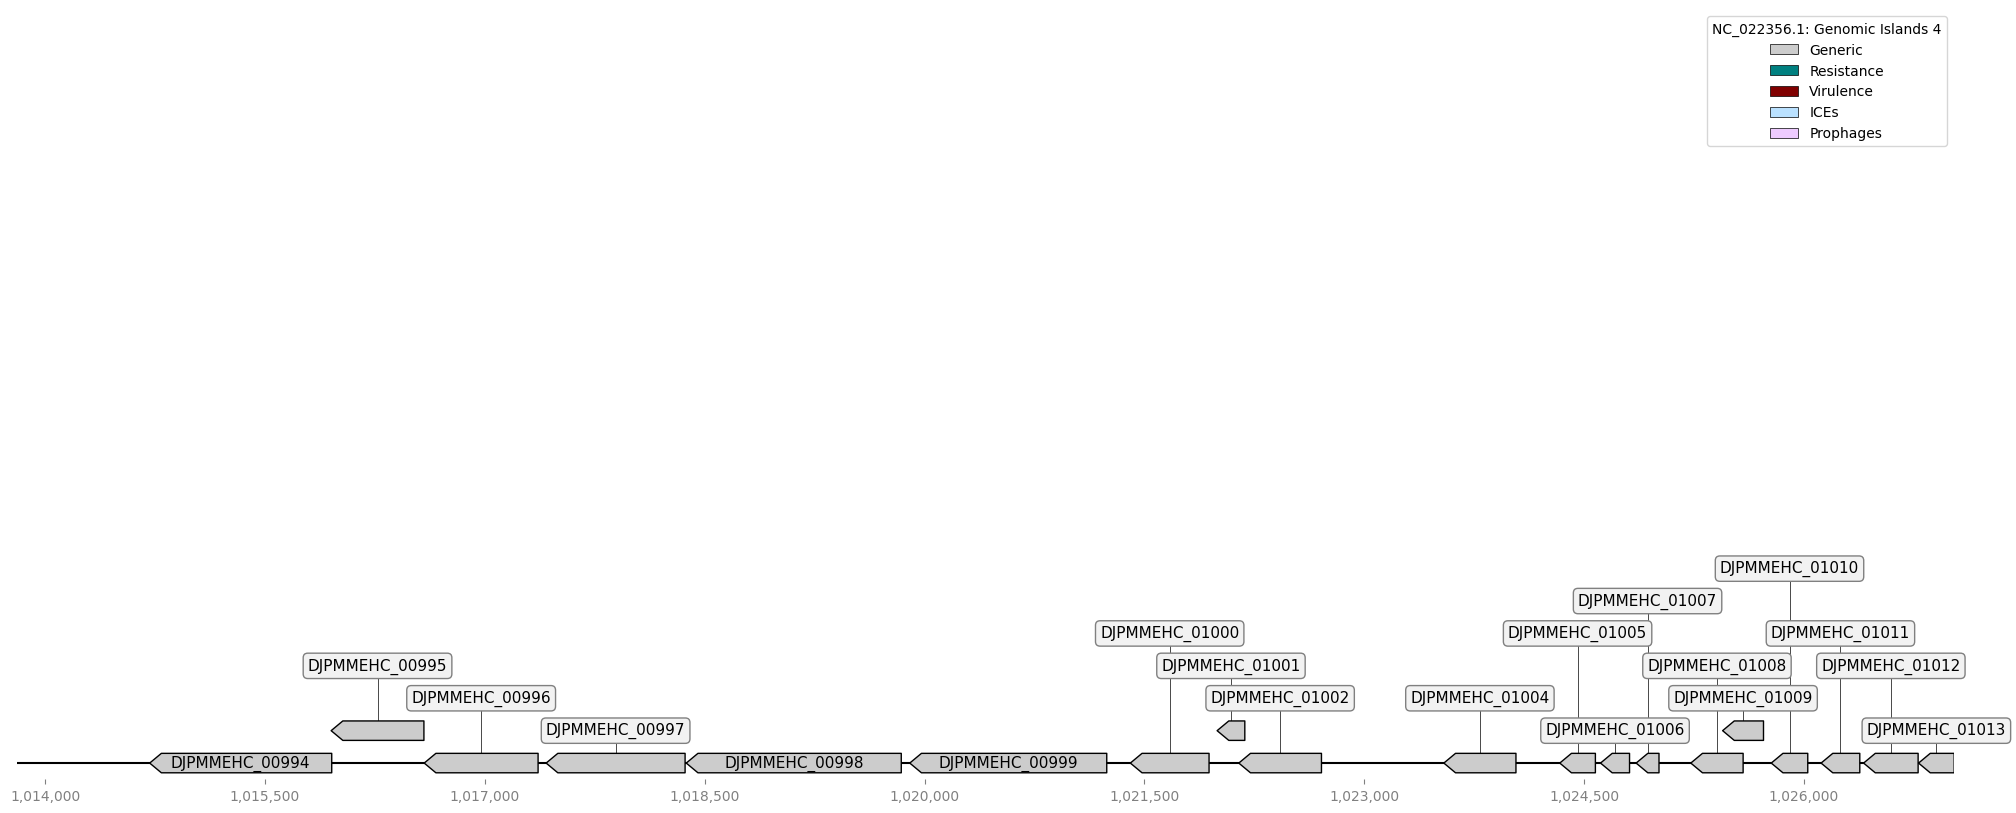 NC_022356.1: Genomic Islands 4
Generic
Resistance
Virulence
ICEs
Prophages
DJPMMEHC_01010
DJPMMEHC_01007
DJPMMEHC_01000
DJPMMEHC_01005
DJPMMEHC_01011
DJPMMEHC_00995
DJPMMEHC_01001
DJPMMEHC_01008
DJPMMEHC_01012
DJPMMEHC_00996
DJPMMEHC_01002
DJPMMEHC_01004
DJPMMEHC_01009
DJPMMEHC_00997
DJPMMEHC_01006
DJPMMEHC_01013
DJPMMEHC_00994
DJPMMEHC_00998
DJPMMEHC_00999
1,014,000
1,015,500
1,017,000
1,018,500
1,020,000
1,021,500
1,023,000
1,024,500
1,026,000